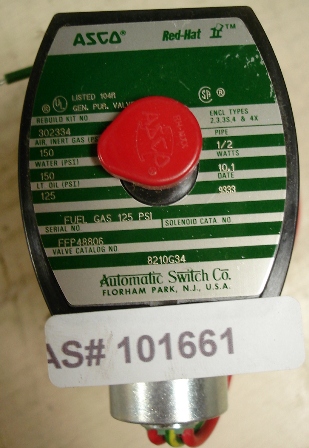 ASCO® Red-Hat II™
LISTED 104R
GEN. PUR. VALVE
ENCL TYPES
2,3,3S,4 & 4X
REBUILD KIT NO
302334
PIPE
1/2
AIR, INERT GAS (PSI)
150
WATTS
10.1
WATER (PSI)
150
DATE
LT OIL (PSI)
125
ASCO
FUEL GAS 125 PSI
SERIAL NO
SOLENOID CATA. NO
VALVE CATALOG NO
8210G34
Automatic Switch Co.
FLORHAM PARK, N.J., U.S.A.
AS# 101661